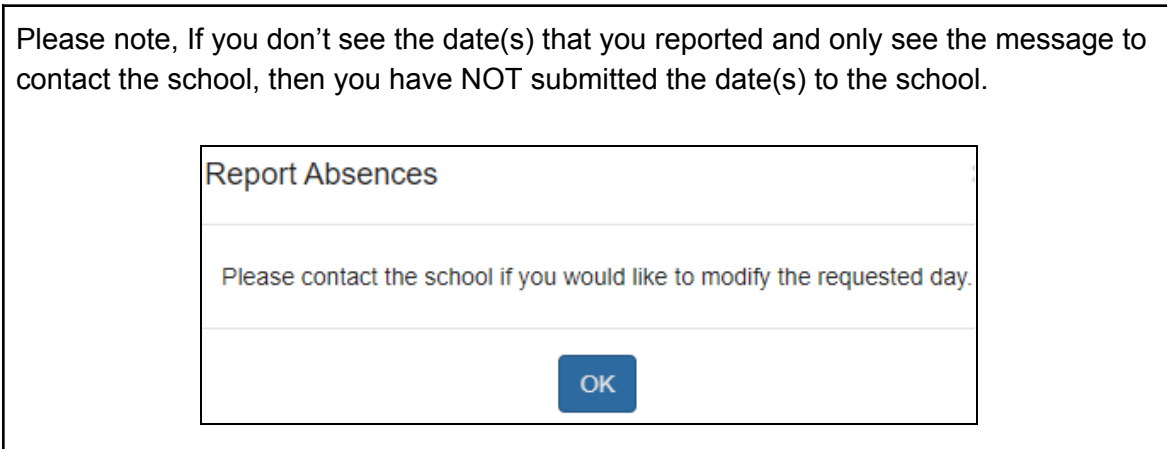 Please note, If you don’t see the date(s) that you reported and only see the message to
contact the school, then you have NOT submitted the date(s) to the school.
Report Absences
Please contact the school if you would like to modify the requested day.
OK